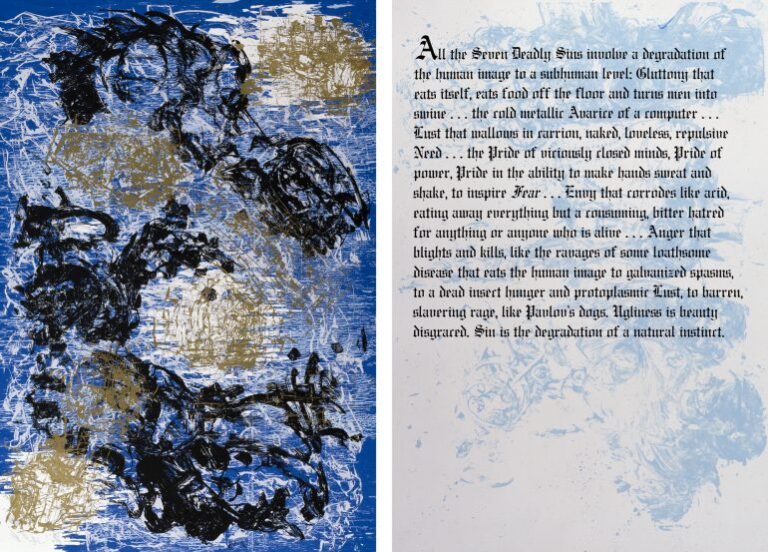 All the Seven Deadly Sins involve a degradation of
the human image to a subhuman level: Gluttony that
eats itself, eats food off the floor and turns men into
swine . . . the cold metallic Avarice of a computer . . .
Lust that wallows in carrion, naked, loveless, repulsive
Need . . . the Pride of viciously closed minds, Pride of
power, Pride in the ability to make hands sweat and
shake, to inspire Fear . . . Envy that corrodes like acid,
eating away everything but a consuming, bitter hatred
for anything or anyone who is alive . . . Anger that
blights and kills, like the ravages of some loathsome
disease that eats the human image to galvanized spasms,
to a dead insect hunger and protoplasmic Lust, to barren,
slavering rage, like Pavlov's dogs. Ugliness is beauty
disgraced. Sin is the degradation of a natural instinct.